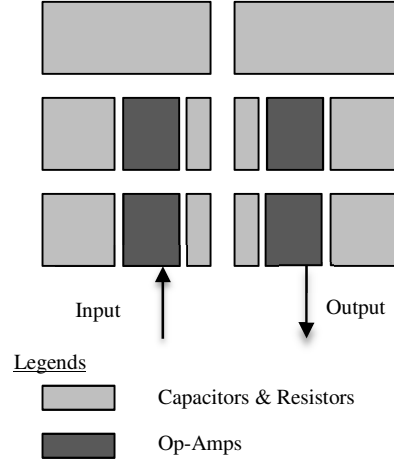 Input
Output
Legends
Capacitors & Resistors
Op-Amps